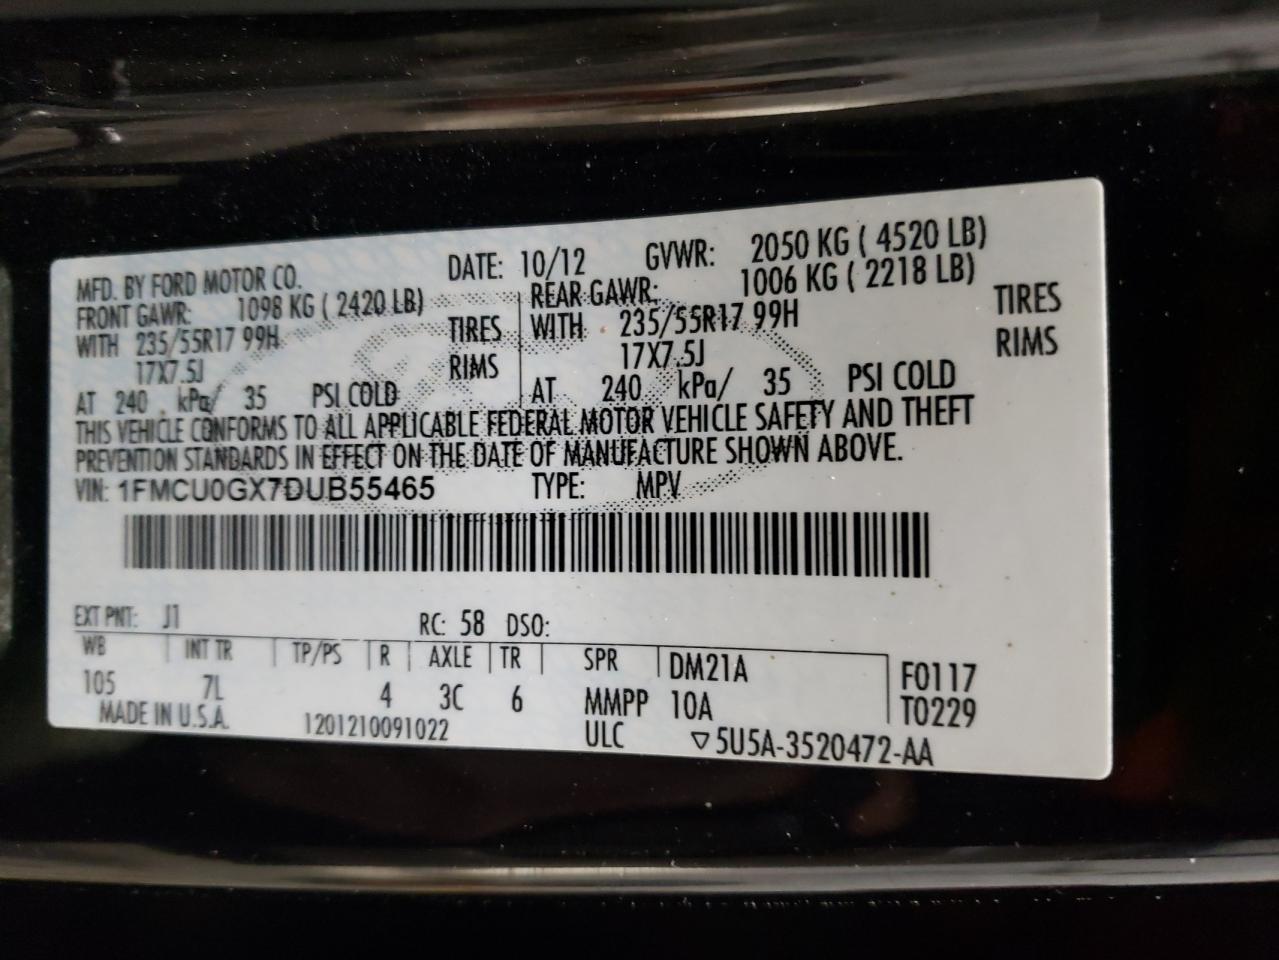 MFD. BY FORD MOTOR CO. DATE: 10/12 GVWR: 2050 KG ( 4520 LB)
FRONT GAWR: 1098 KG ( 2420 LB) REAR GAWR: 1006 KG ( 2218 LB)
WITH 235/55R17 99H TIRES WITH 235/55R17 99H TIRES
17X7.5J RIMS 17X7.5J RIMS
AT 240 kPa/ 35 PSI COLD AT 240 kPa/ 35 PSI COLD
THIS VEHICLE CONFORMS TO ALL APPLICABLE FEDERAL MOTOR VEHICLE SAFETY AND THEFT
PREVENTION STANDARDS IN EFFECT ON THE DATE OF MANUFACTURE SHOWN ABOVE.
VIN: 1FMCU0GX7DUB55465 TYPE: MPV
EXT PNT: J1 RC: 58 DSO:
WB INT TR TP/PS R AXLE TR SPR DM21A F0117
105 7L 4 3C 6 MMPP 10A T0229
MADE IN U.S.A. 1201210091022 ULC ▽5U5A-3520472-AA